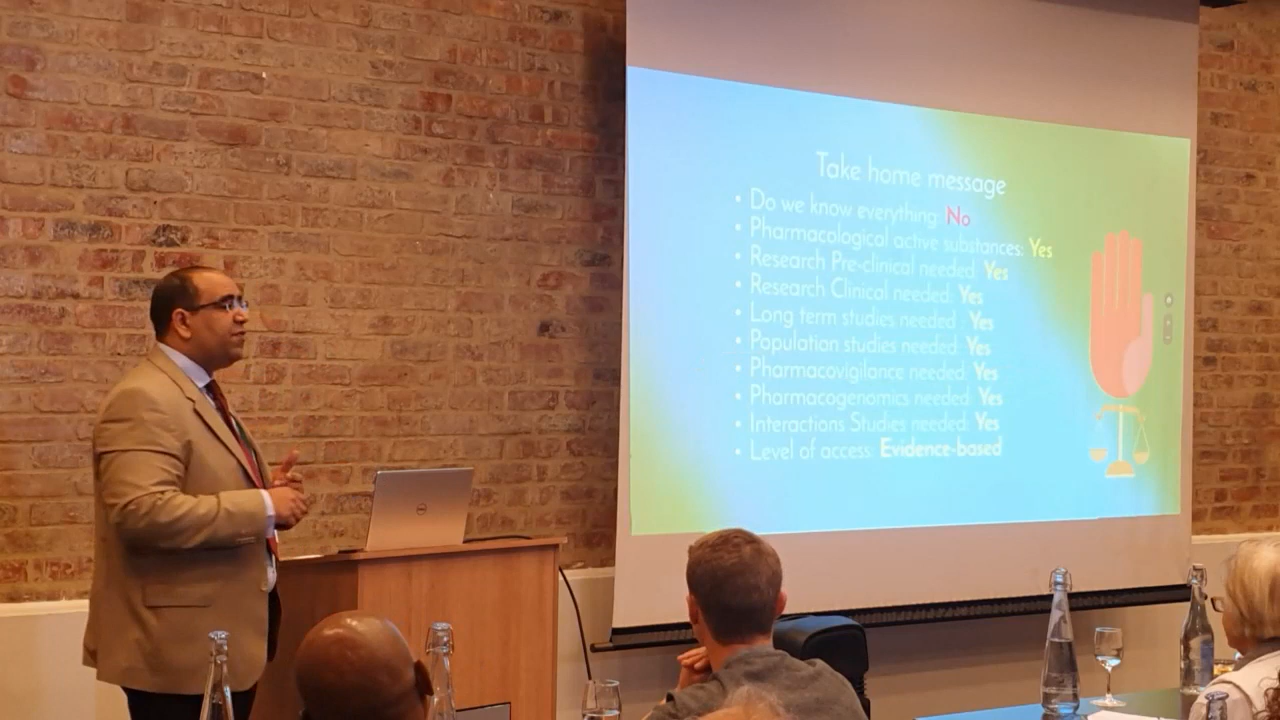 Take home message
• Do we know everything: No
• Pharmacological active substances: Yes
• Research Pre-clinical needed: Yes
• Research Clinical needed: Yes
• Long term studies needed : Yes
• Population studies needed: Yes
• Pharmacovigilance needed: Yes
• Pharmacogenomics needed: Yes
• Interactions Studies needed: Yes
• Level of access: Evidence-based
DELL